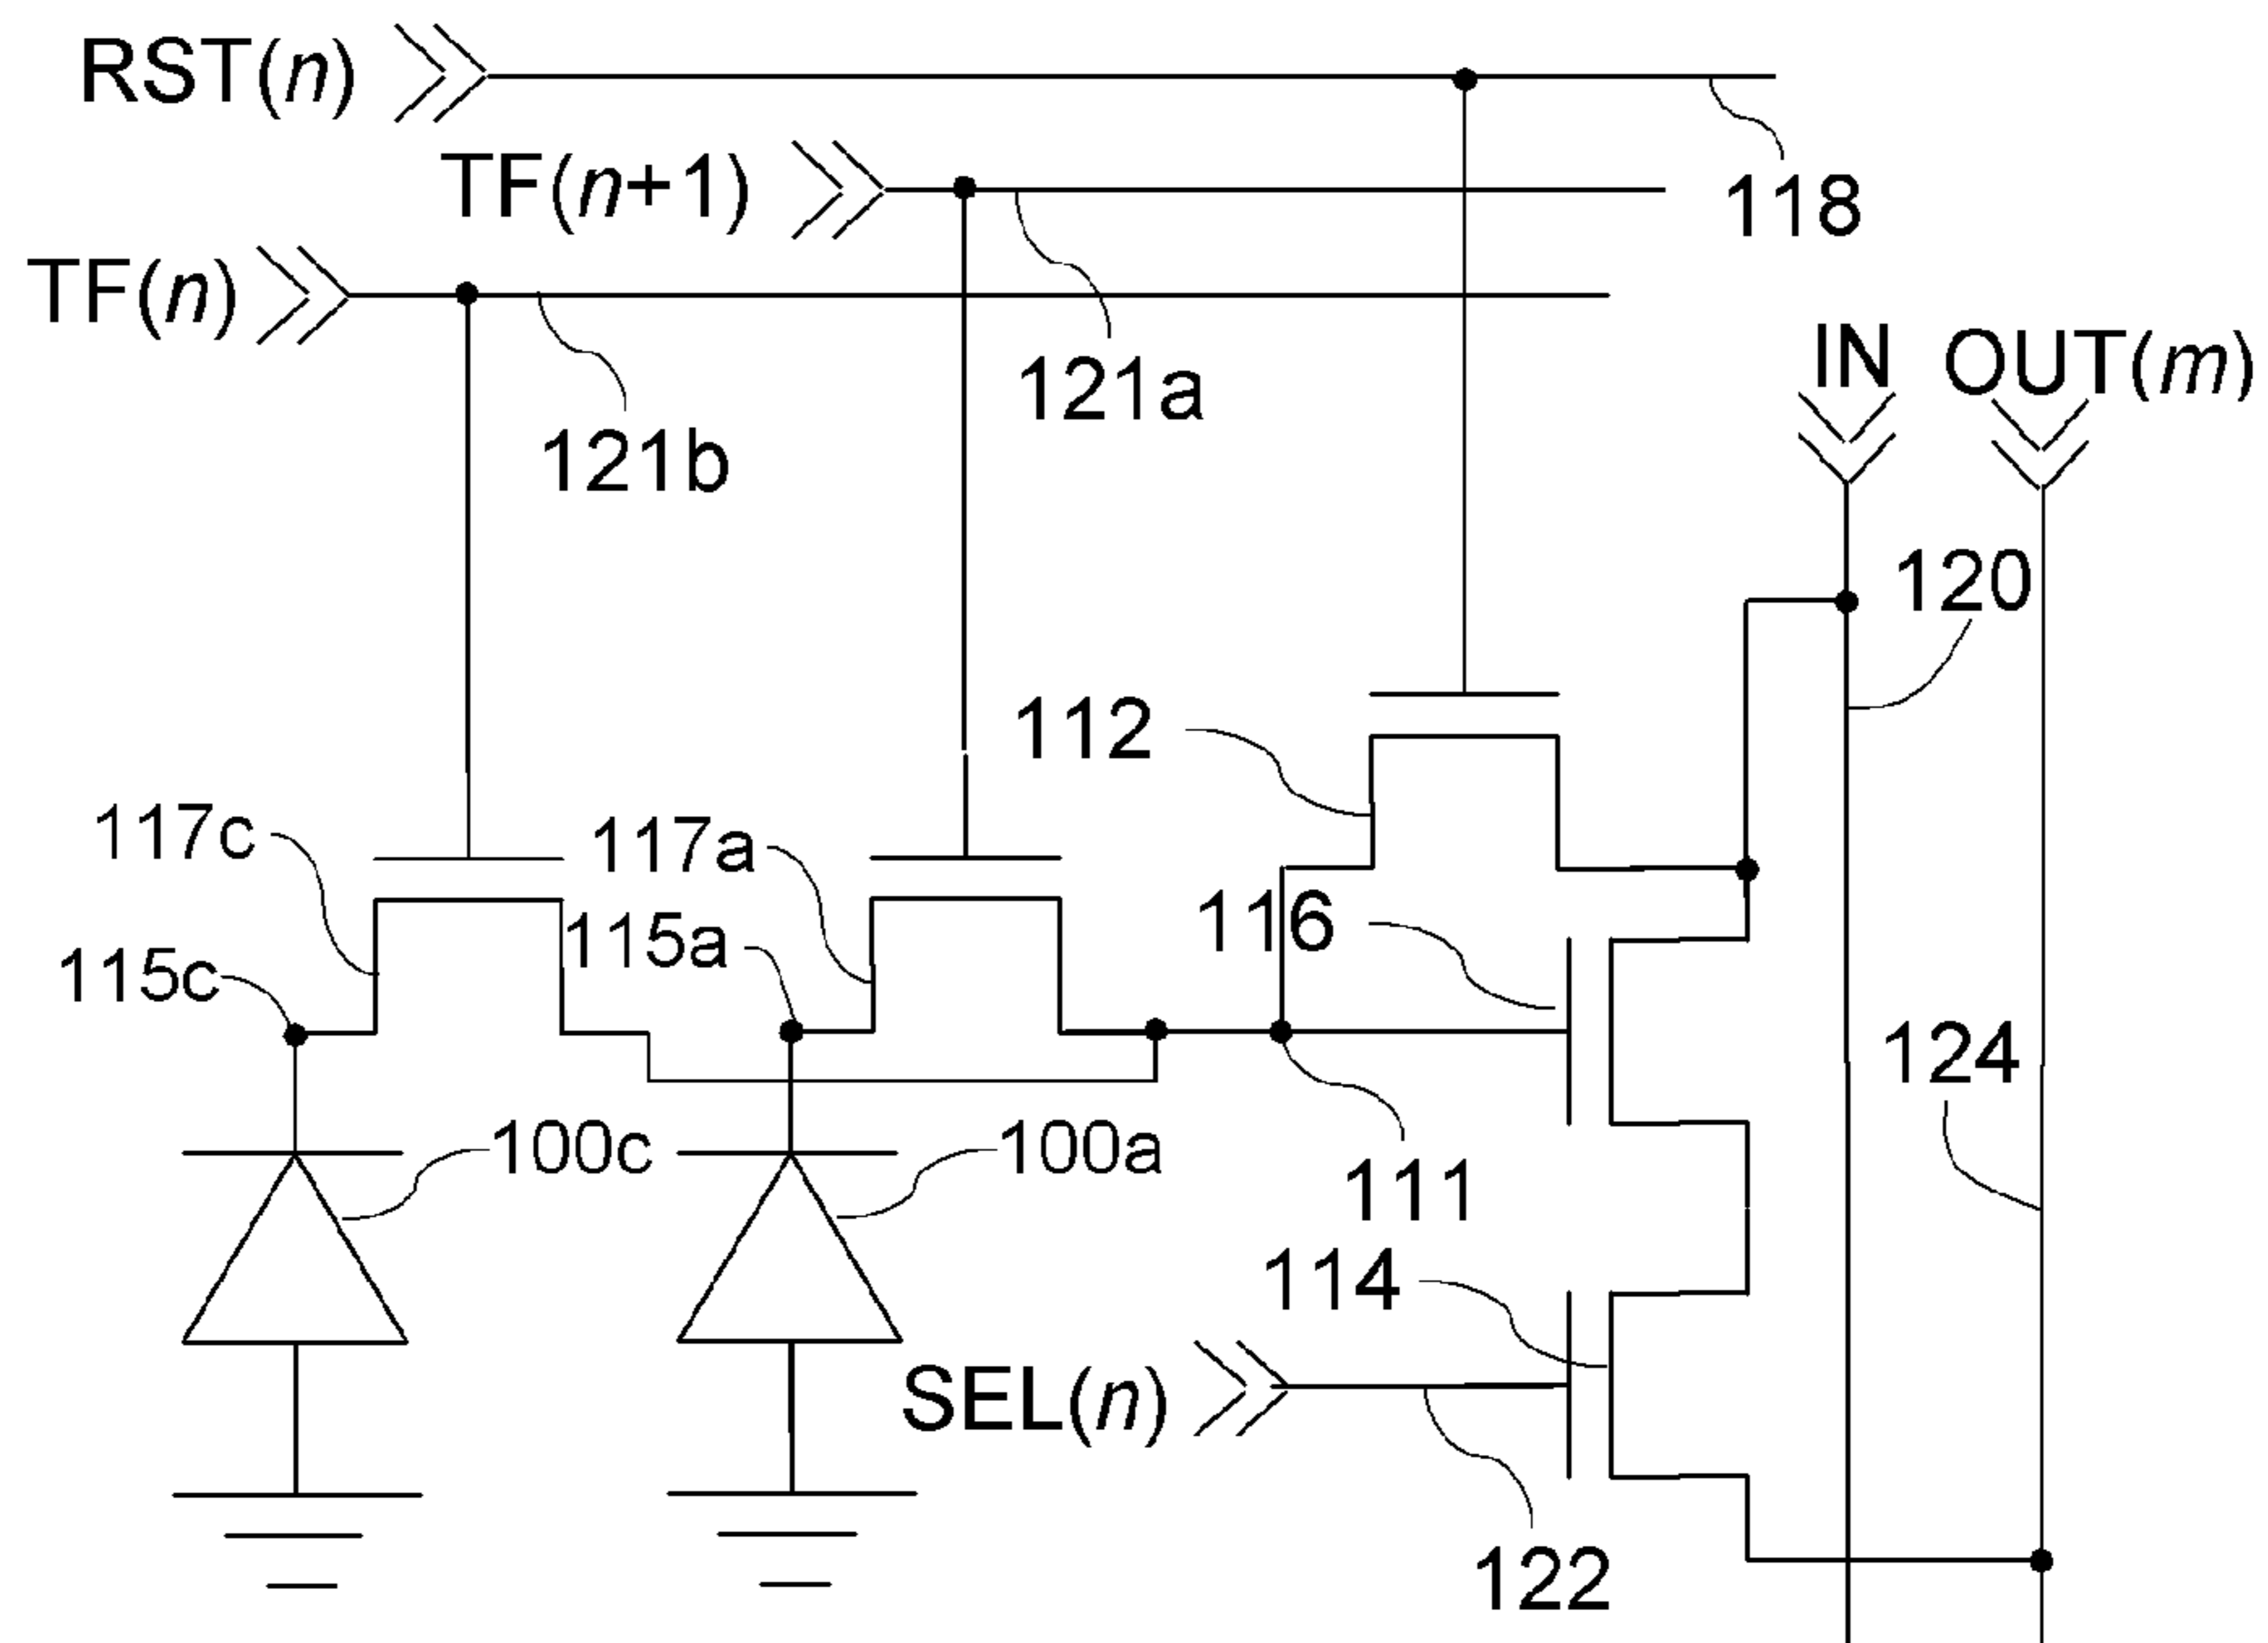 RST(n)
TF(n+1)
118
TF(n)
IN OUT(m)
121a
121b
120
112
117c
117a
116
115a
115c
124
100c
100a
111
114
SEL(n)
122